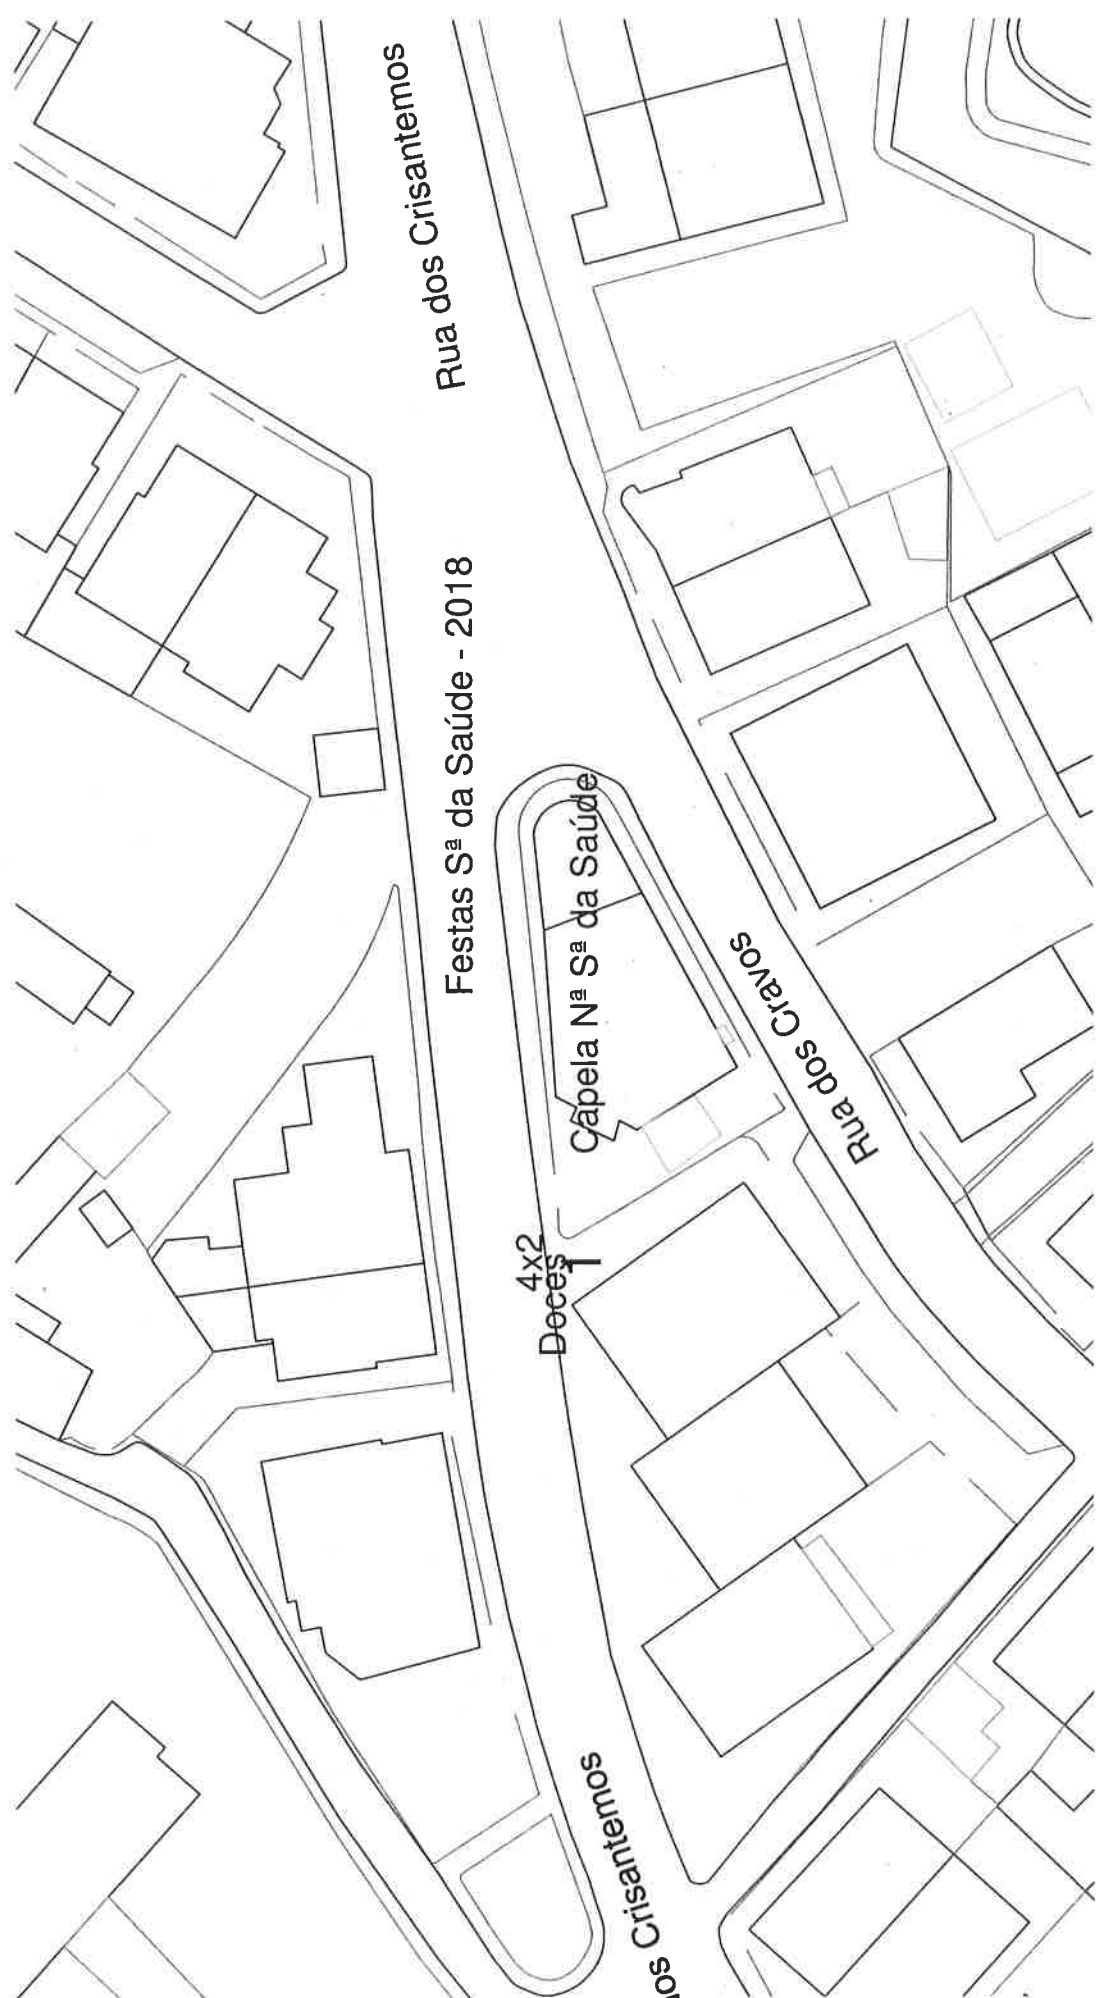 Rua dos Crisantemos
Festas Sª da Saúde - 2018
Capela Nª Sª da Saúde
Rua dos Cravos
4x2
Doces
1
os Crisantemos